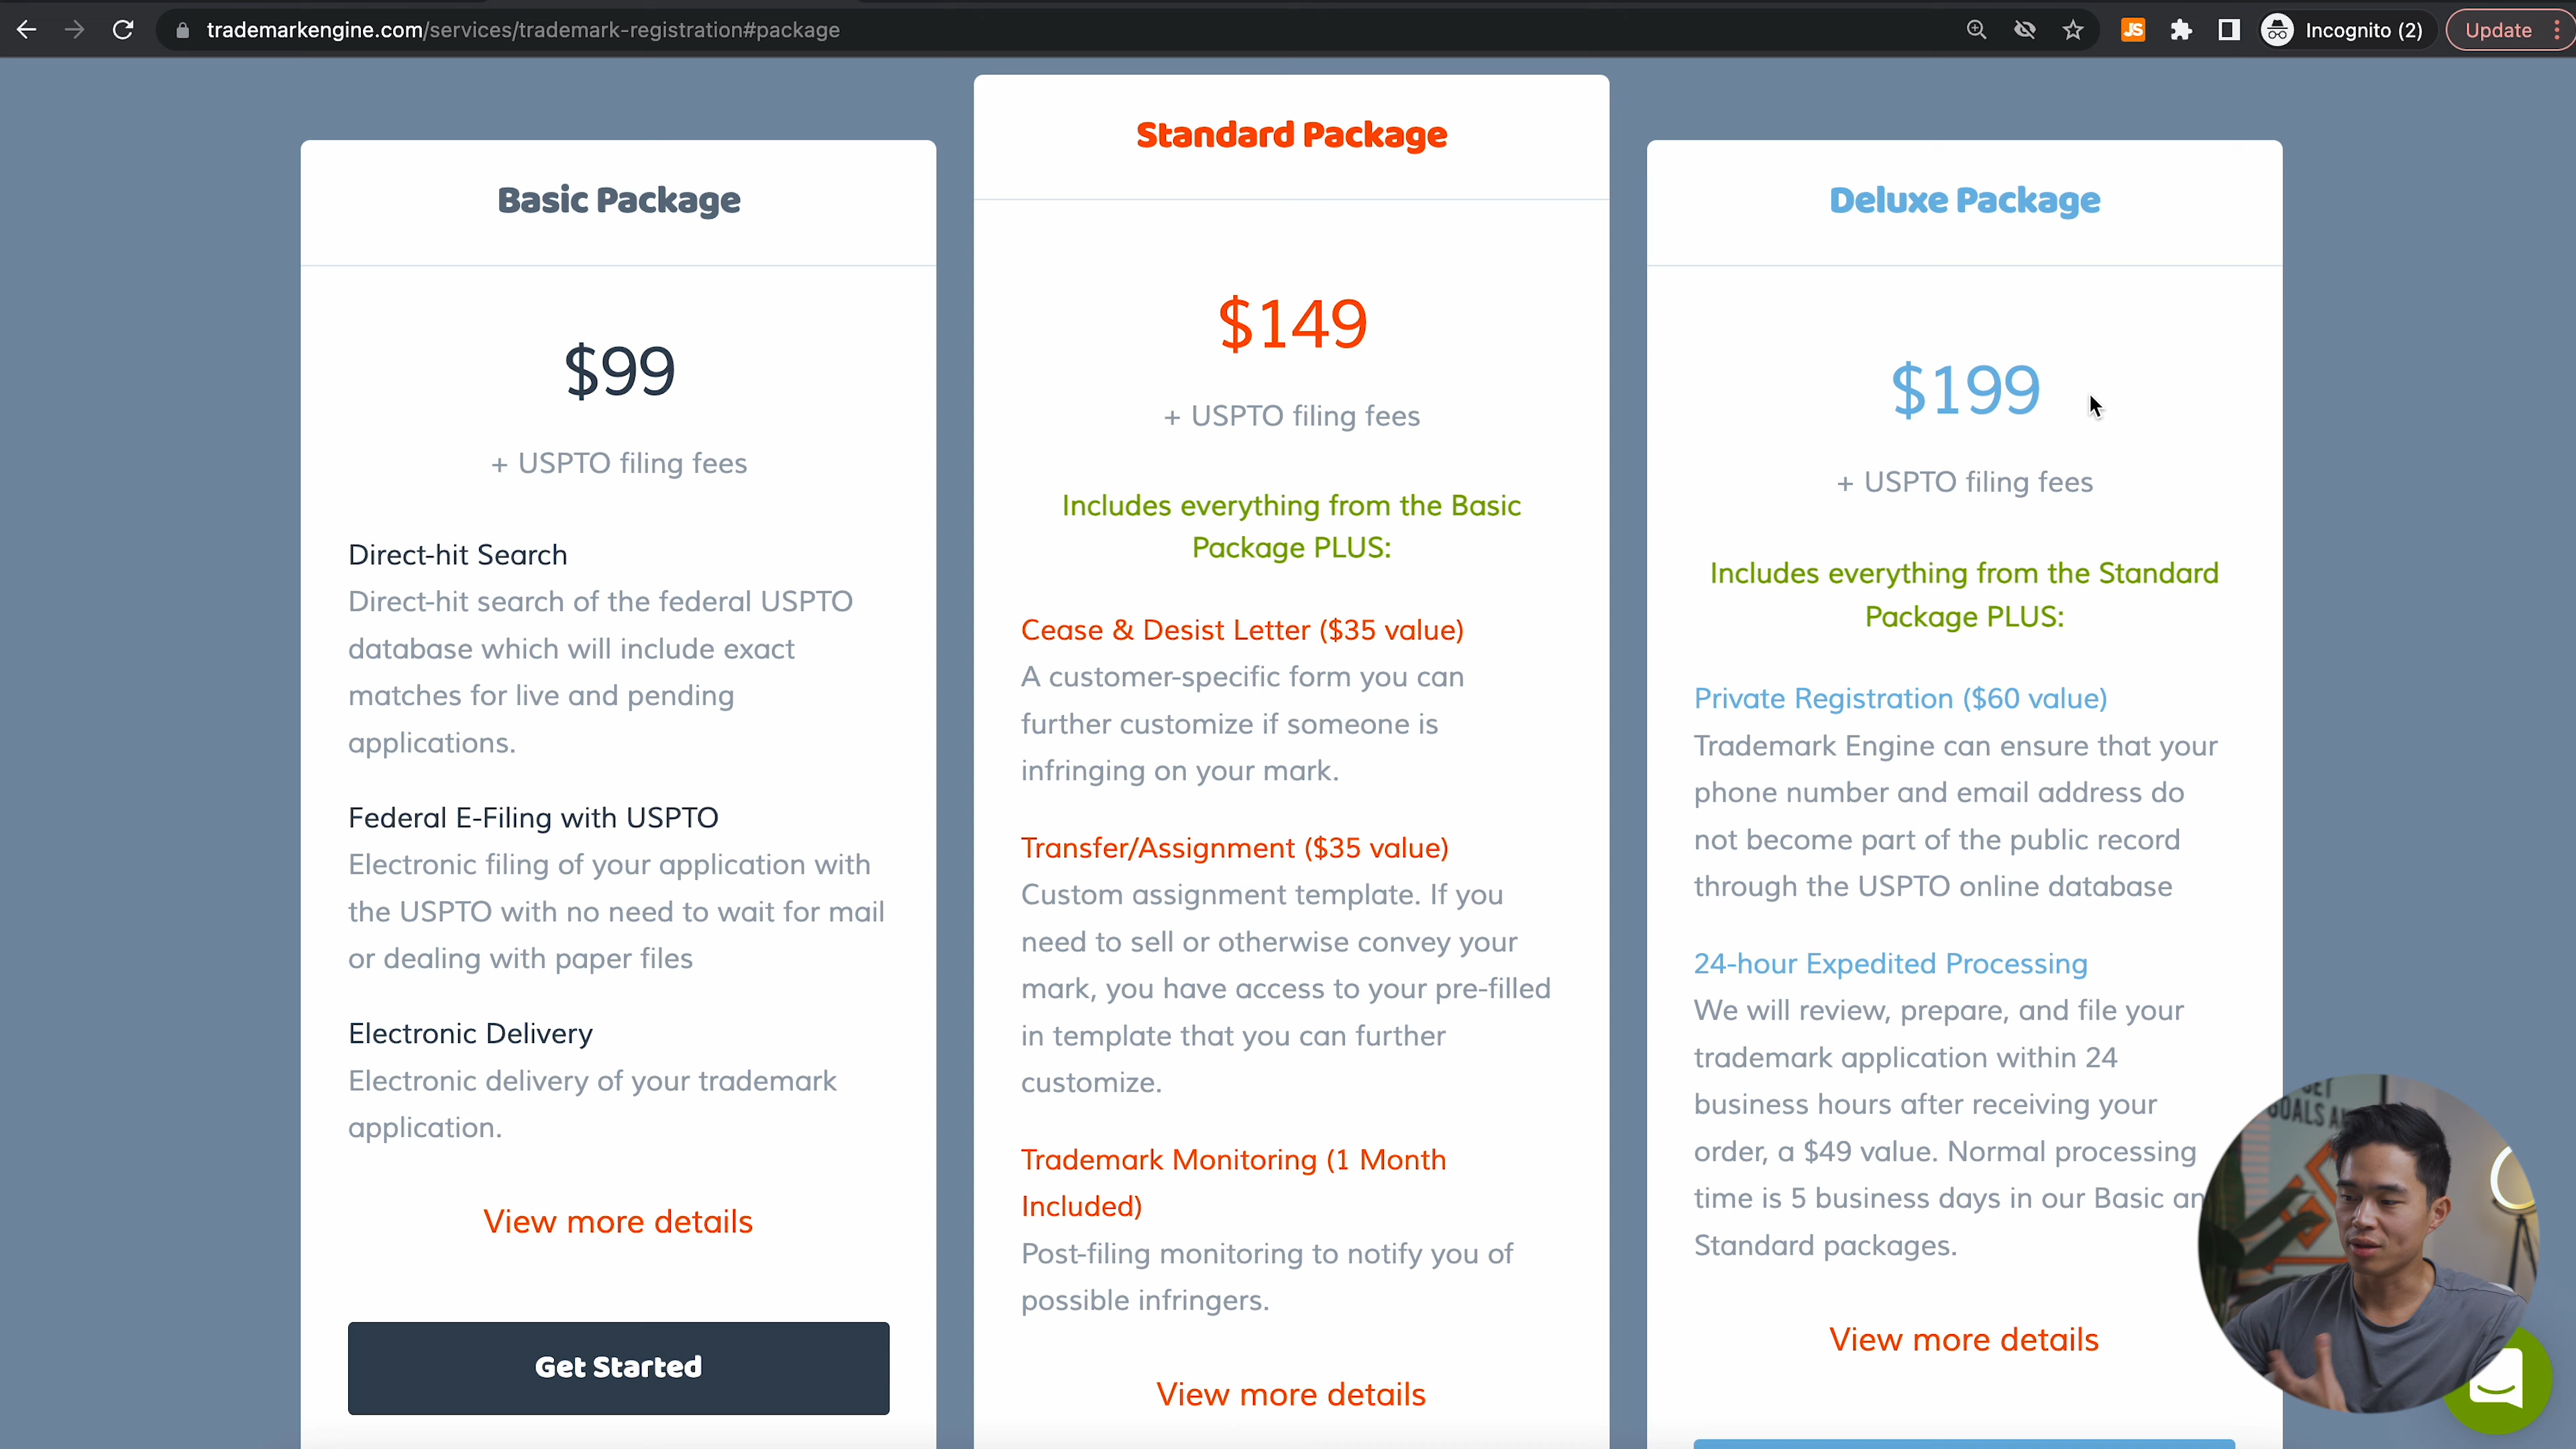 trademarkengine.com/services/trademark-registration#package
JS
Incognito (2)
Update
Basic Package
$99
+ USPTO filing fees
Direct-hit Search
Direct-hit search of the federal USPTO
database which will include exact
matches for live and pending
applications.
Federal E-Filing with USPTO
Electronic filing of your application with
the USPTO with no need to wait for mail
or dealing with paper files
Electronic Delivery
Electronic delivery of your trademark
application.
View more details
Get Started
Standard Package
$149
+ USPTO filing fees
Includes everything from the Basic
Package PLUS:
Cease & Desist Letter ($35 value)
A customer-specific form you can
further customize if someone is
infringing on your mark.
Transfer/Assignment ($35 value)
Custom assignment template. If you
need to sell or otherwise convey your
mark, you have access to your pre-filled
in template that you can further
customize.
Trademark Monitoring (1 Month
Included)
Post-filing monitoring to notify you of
possible infringers.
View more details
Deluxe Package
$199
+ USPTO filing fees
Includes everything from the Standard
Package PLUS:
Private Registration ($60 value)
Trademark Engine can ensure that your
phone number and email address do
not become part of the public record
through the USPTO online database
24-hour Expedited Processing
We will review, prepare, and file your
trademark application within 24
business hours after receiving your
order, a $49 value. Normal processing
time is 5 business days in our Basic an
Standard packages.
View more details
GOALS